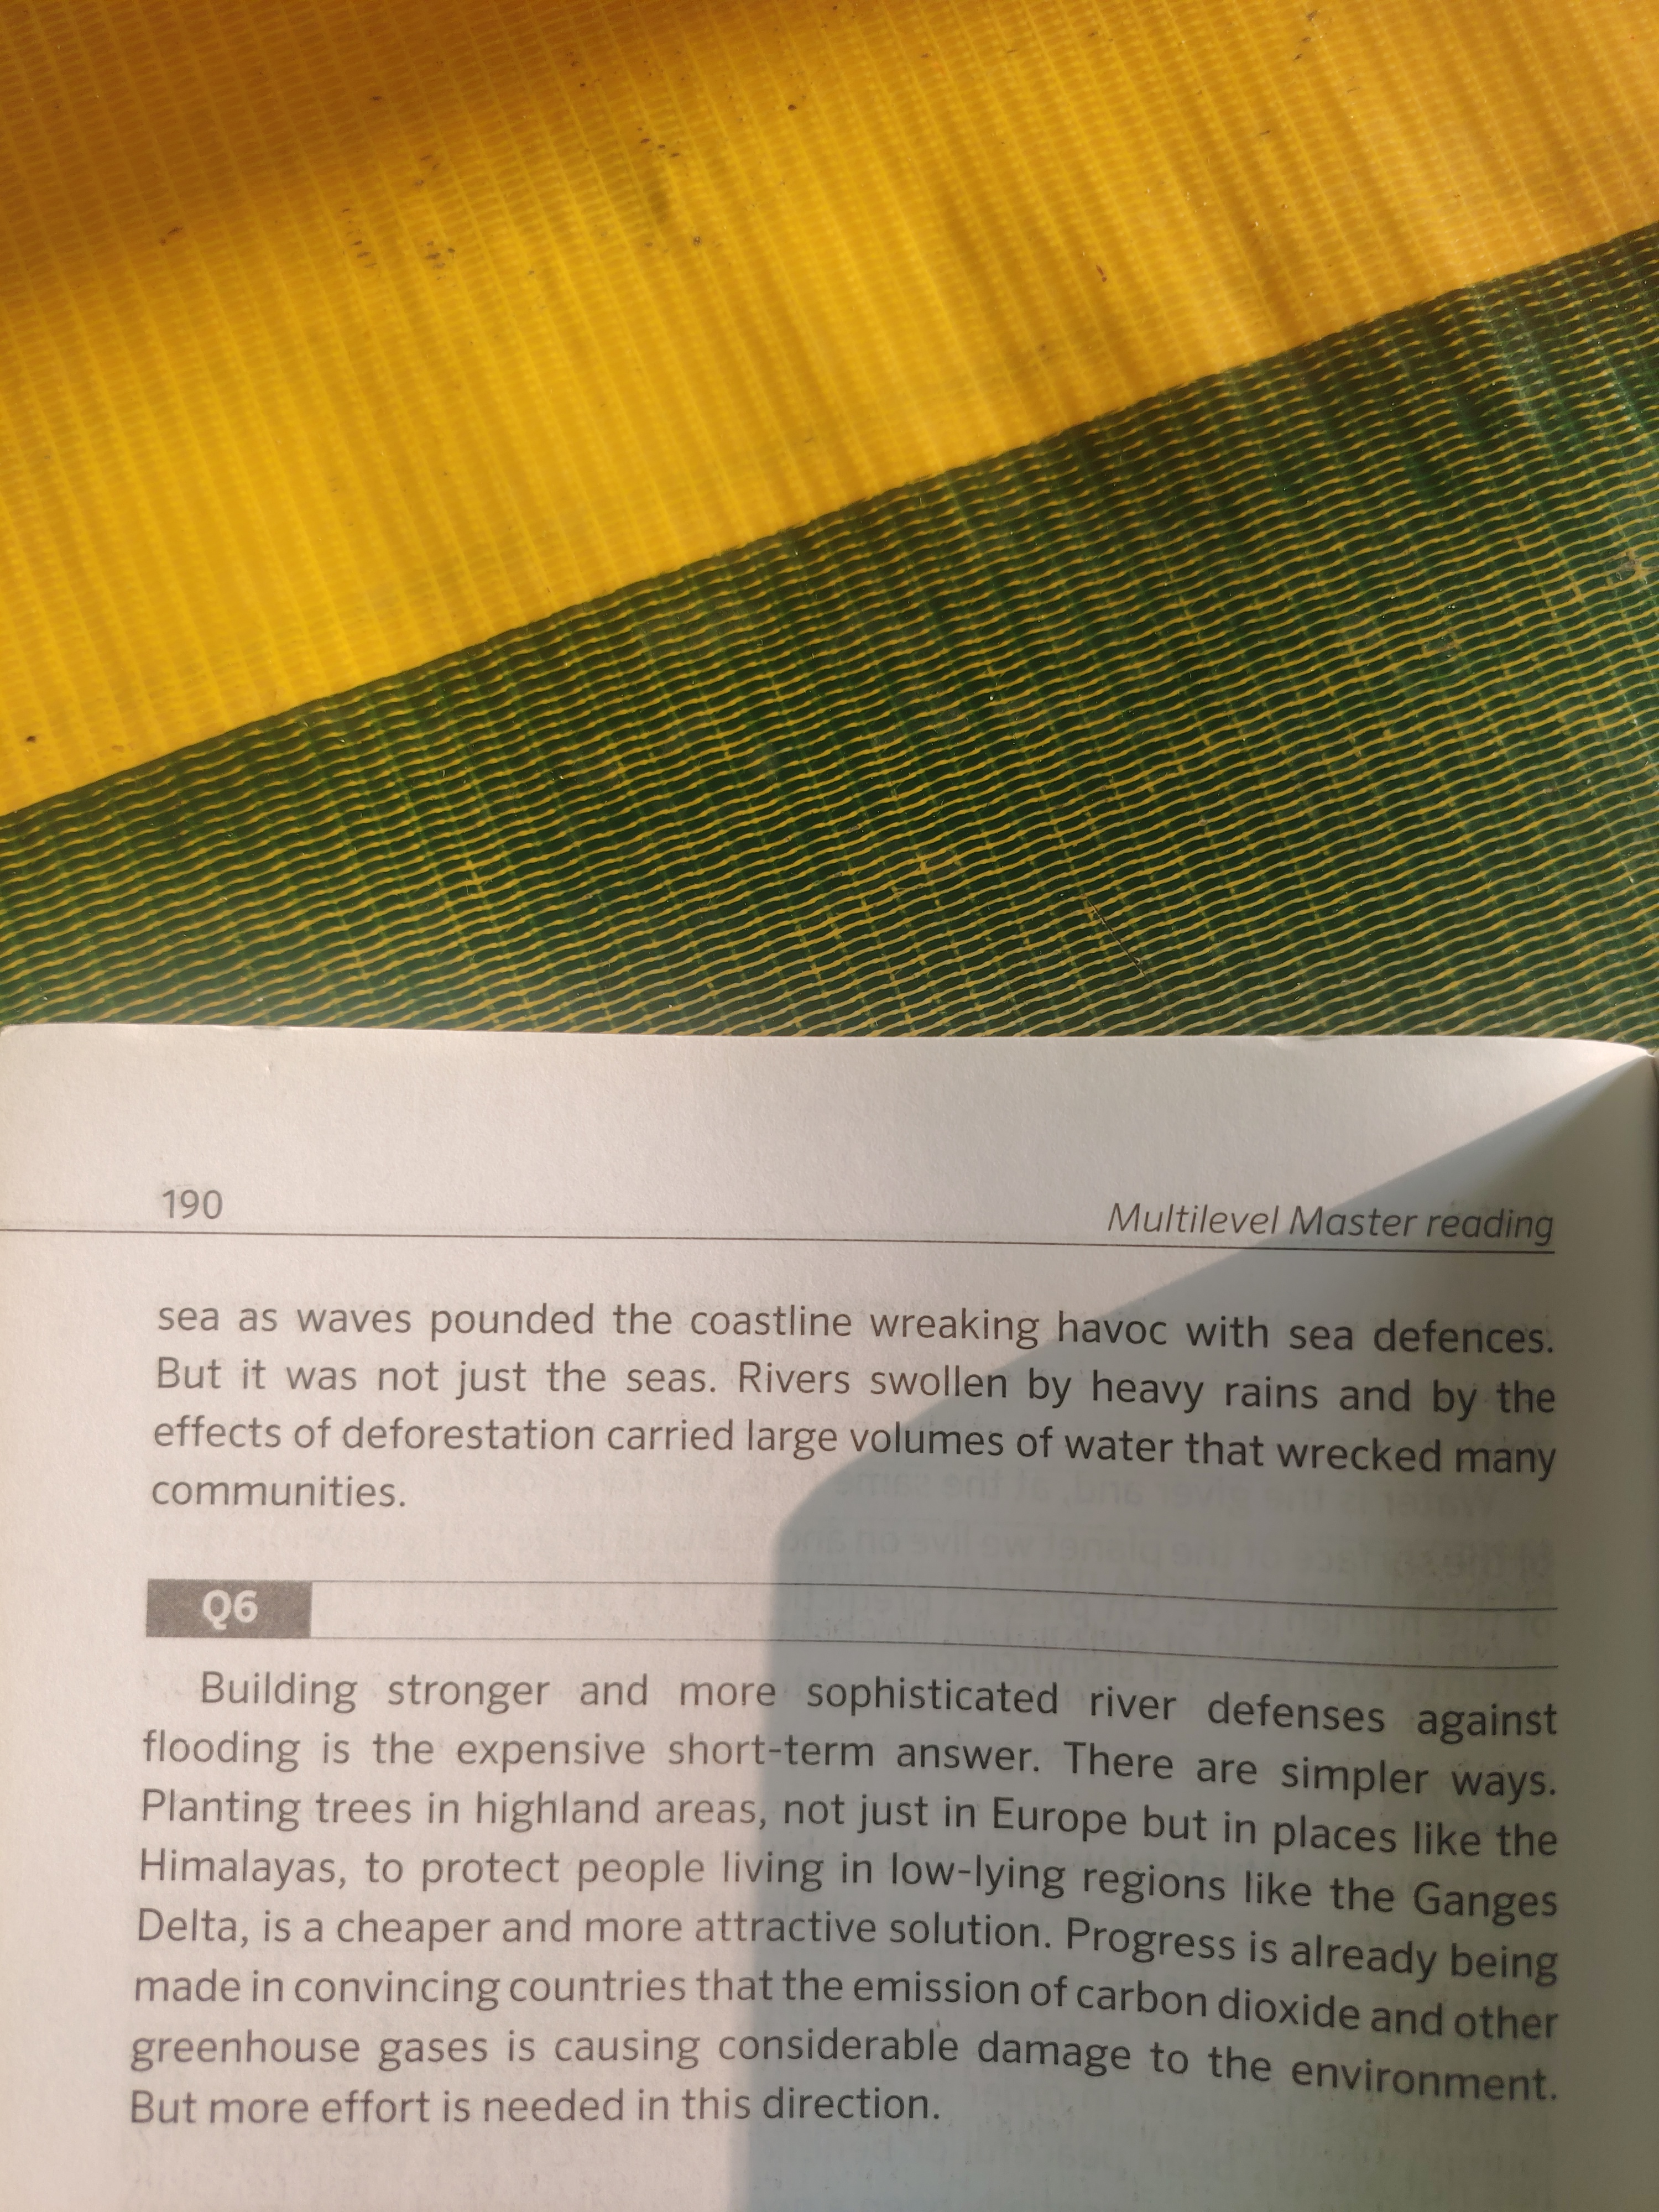 190
Multilevel Master reading
sea as waves pounded the coastline wreaking havoc with sea defences.
But it was not just the seas. Rivers swollen by heavy rains and by the
effects of deforestation carried large volumes of water that wrecked many
communities.
Q6
Building stronger and more sophisticated river defenses against
flooding is the expensive short-term answer. There are simpler ways.
Planting trees in highland areas, not just in Europe but in places like the
Himalayas, to protect people living in low-lying regions like the Ganges
Delta, is a cheaper and more attractive solution. Progress is already being
made in convincing countries that the emission of carbon dioxide and other
greenhouse gases is causing considerable damage to the environment.
But more effort is needed in this direction.